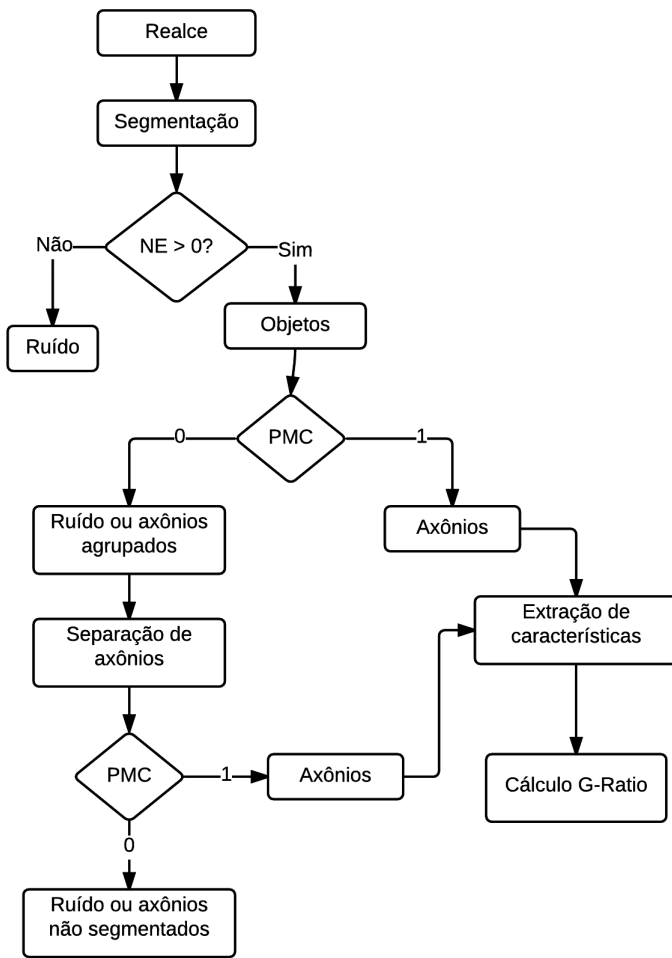 Realce
Segmentação
NE > 0?
Não
Sim
Ruído
Objetos
PMC
0
1
Ruído ou axônios
agrupados
Axônios
Separação de
axônios
Extração de
características
PMC
1
Axônios
Cálculo G-Ratio
0
Ruído ou axônios
não segmentados